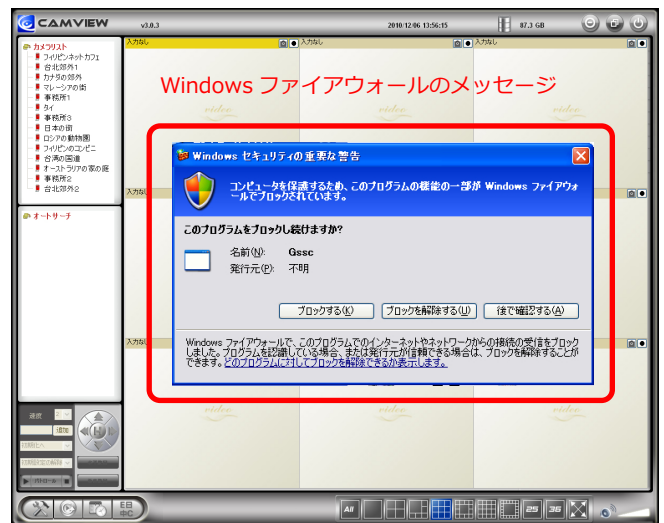 CAMVIEW
v3.0.3
2010/12/06 13:56:15
87.3 GB
カメラリスト
フィリピンネットカフェ
台北郊外1
カナダの郊外
マレーシアの街
事務所1
タイ
事務所3
日本の街
ロシアの動物園
フィリピンのコンビニ
台湾の国道
オーストラリアの家の庭
事務所2
台北郊外2
オートサーチ
入力なし
入力なし
入力なし
Windows ファイアウォールのメッセージ
video
video
video
Windows セキュリティの重要な警告
コンピュータを保護するため、このプログラムの機能の一部が Windows ファイアウォ
ールでブロックされています。
このプログラムをブロックし続けますか?
名前(N): Qssc
発行元(P): 不明
ブロックする(K)
ブロックを解除する(U)
後で確認する(A)
Windows ファイアウォールで、このプログラムでのインターネットやネットワークからの接続の受信をブロック
しました。プログラムを認識している場合、または発行元が信頼できる場合は、ブロックを解除することが
できます。どのプログラムに対してブロックを解除できるか表示します。
入力なし
入力なし
video
video
video
速度
追加
パトロール
All
25
36